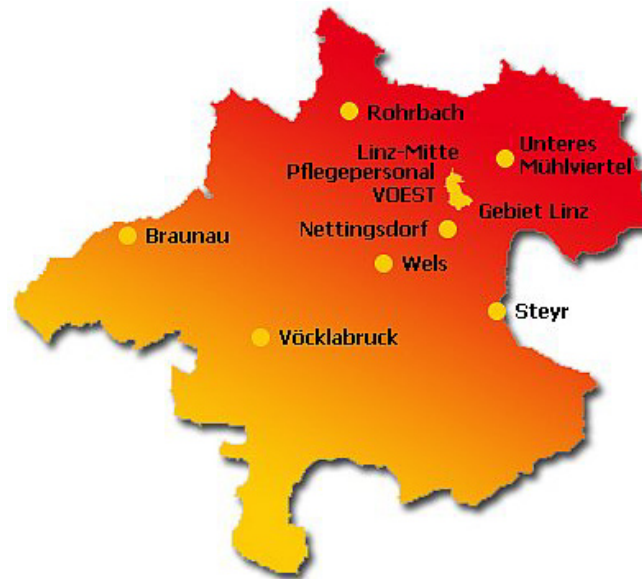 Rohrbach
Linz-Mitte
Pflegepersonal
VOEST
Unteres
Mühlviertel
Gebiet Linz
Nettingsdorf
Braunau
Wels
Steyr
Vöcklabruck